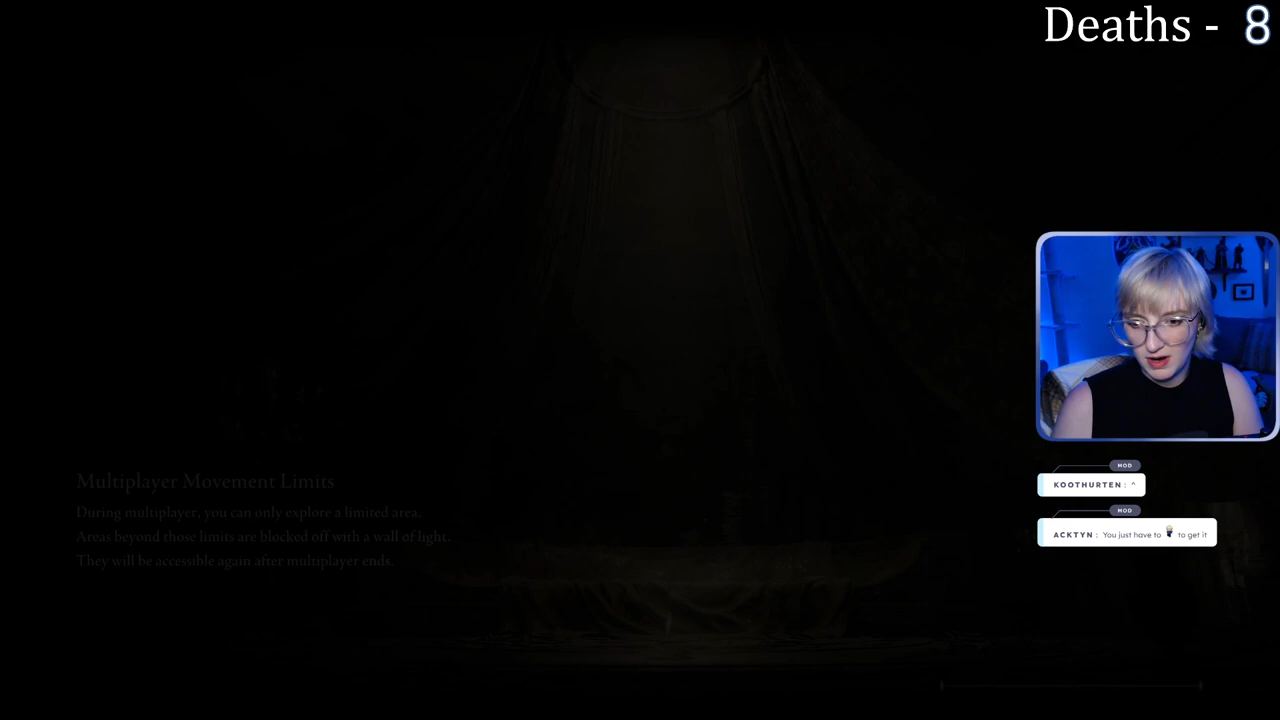 Deaths - 8
MOD
KOOTHURTEN : ^
MOD
ACKTYN : You just have to to get it
Multiplayer Movement Limits
During multiplayer, you can only explore a limited area.
Areas beyond those limits are blocked off with a wall of light.
They will be accessible again after multiplayer ends.